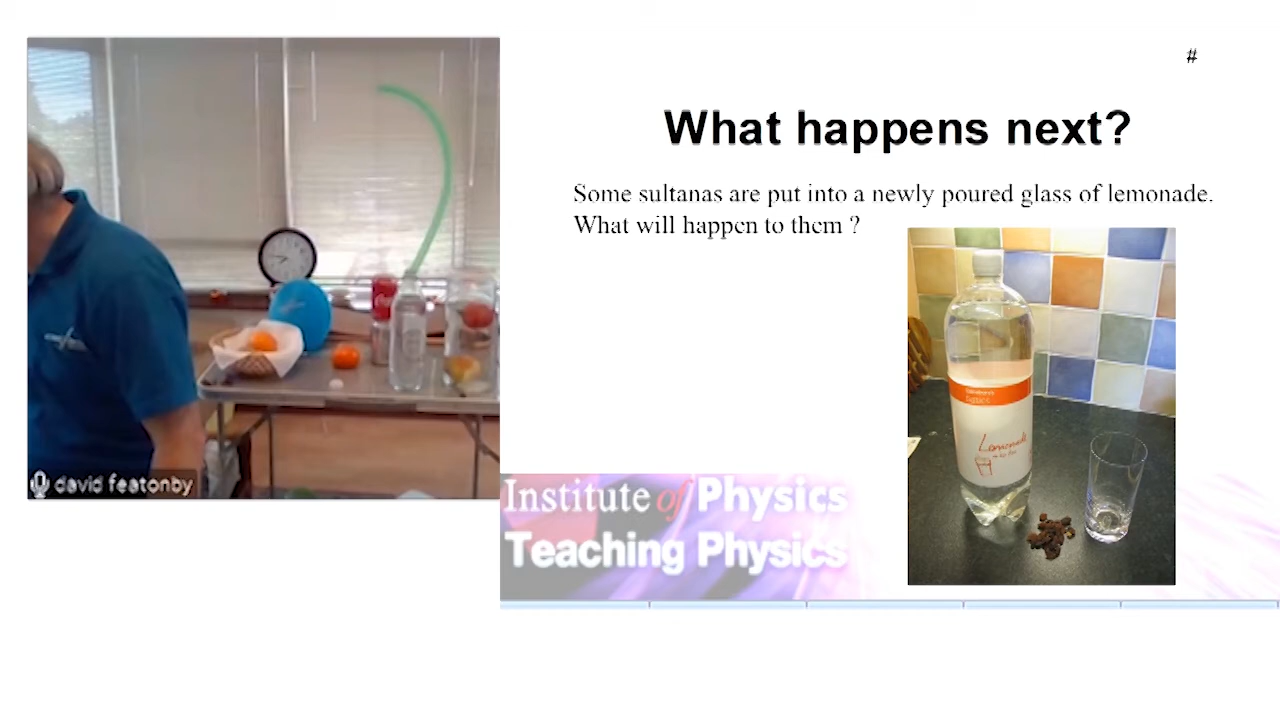 #
What happens next?
Some sultanas are put into a newly poured glass of lemonade.
What will happen to them ?
Lemonade
david featonby
Institute of Physics
Teaching Physics